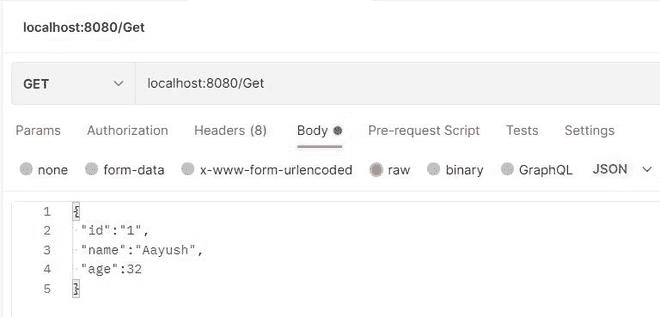 localhost:8080/Get
GET localhost:8080/Get
Params Authorization Headers (8) Body Pre-request Script Tests Settings
none form-data x-www-form-urlencoded raw binary GraphQL JSON
1 {
2 "id":"1",
3 "name":"Aayush",
4 "age":32
5 }